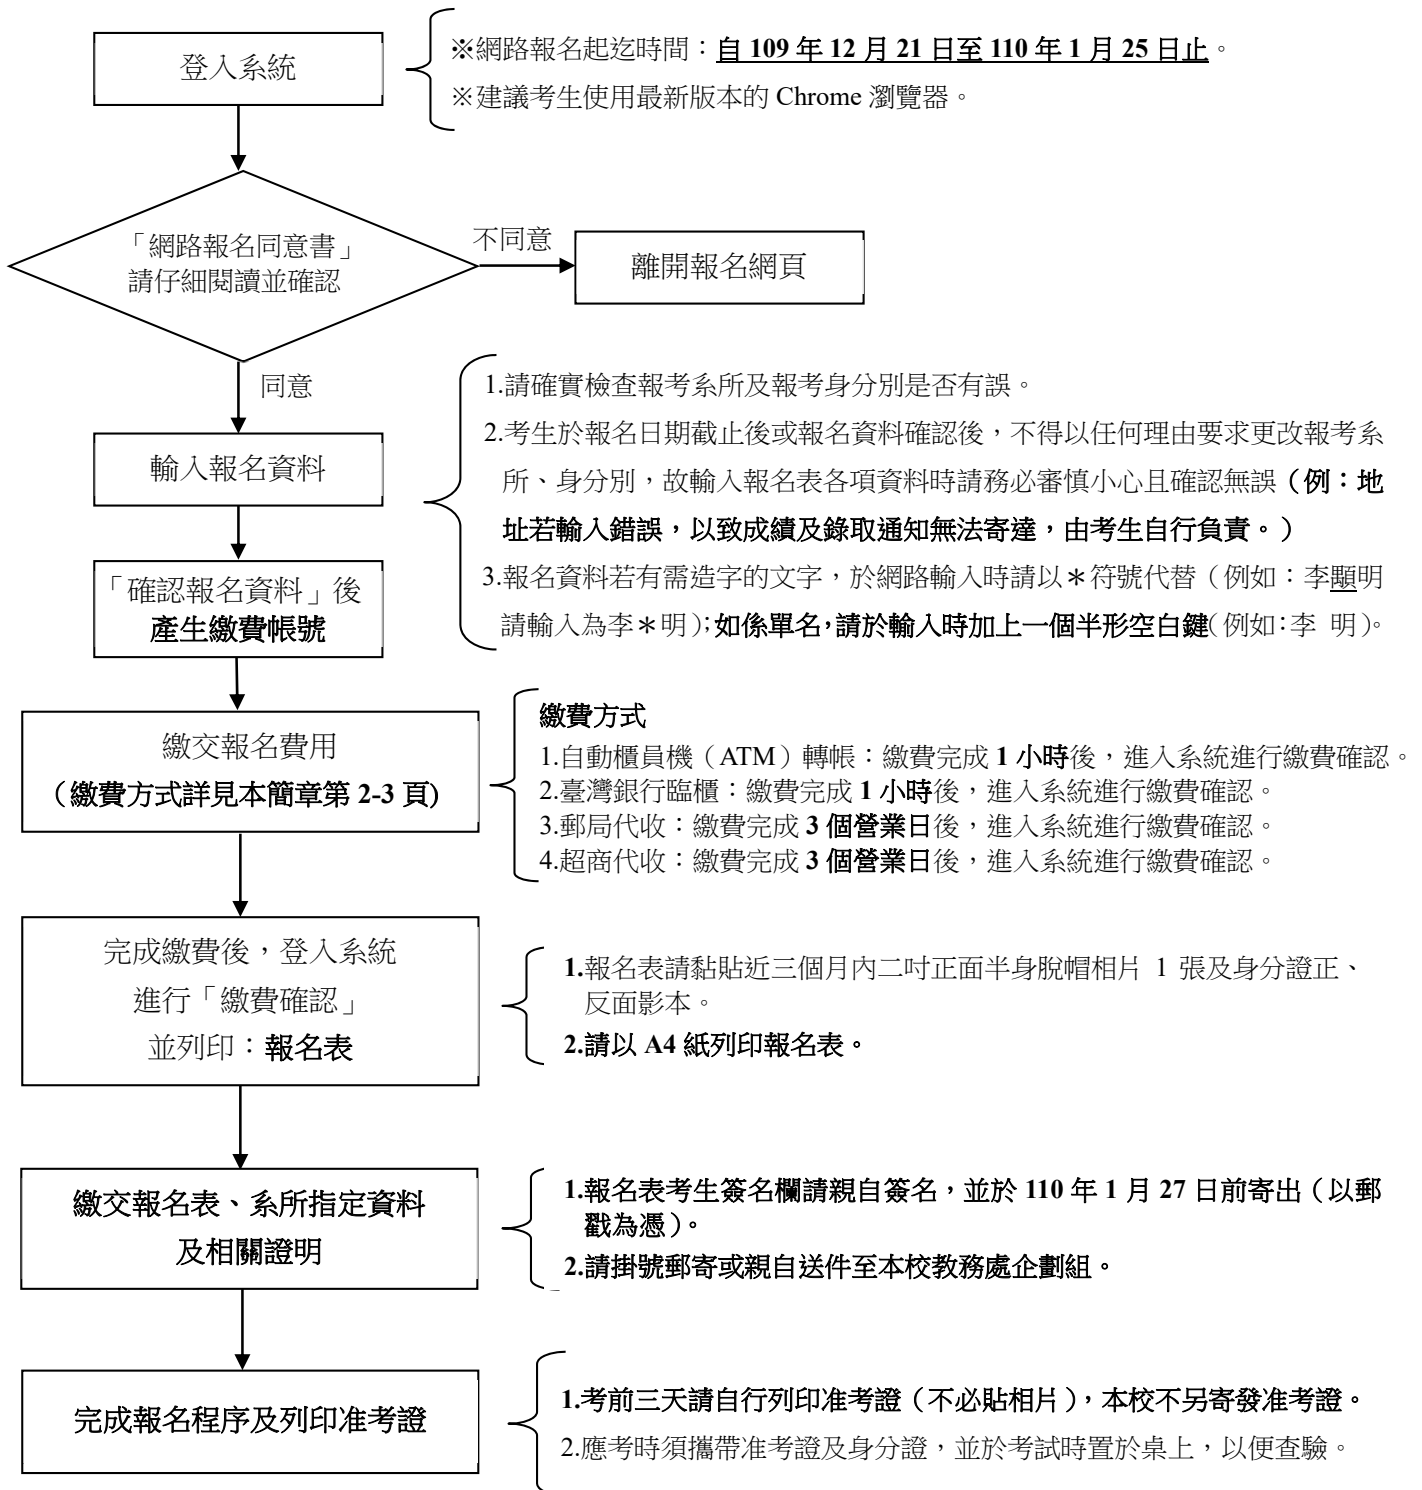 登入系統
※網路報名起迄時間：自 109 年 12 月 21 日至 110 年 1 月 25 日止。
※建議考生使用最新版本的 Chrome 瀏覽器。
「網路報名同意書」
請仔細閱讀並確認
不同意
離開報名網頁
同意
輸入報名資料
1.請確實檢查報考系所及報考身分別是否有誤。
2.考生於報名日期截止後或報名資料確認後，不得以任何理由要求更改報考系
所、身分別，故輸入報名表各項資料時請務必審慎小心且確認無誤（例：地
址若輸入錯誤，以致成績及錄取通知無法寄達，由考生自行負責。）
3.報名資料若有需造字的文字，於網路輸入時請以＊符號代替（例如：李顒明
請輸入為李＊明）；如係單名，請於輸入時加上一個半形空白鍵（例如：李 明）。
「確認報名資料」後
產生繳費帳號
繳交報名費用
（繳費方式詳見本簡章第 2-3 頁）
繳費方式
1.自動櫃員機（ATM）轉帳：繳費完成 1 小時後，進入系統進行繳費確認。
2.臺灣銀行臨櫃：繳費完成 1 小時後，進入系統進行繳費確認。
3.郵局代收：繳費完成 3 個營業日後，進入系統進行繳費確認。
4.超商代收：繳費完成 3 個營業日後，進入系統進行繳費確認。
完成繳費後，登入系統
進行「繳費確認」
並列印：報名表
1.報名表請黏貼近三個月內二吋正面半身脫帽相片 1 張及身分證正、
反面影本。
2.請以 A4 紙列印報名表。
繳交報名表、系所指定資料
及相關證明
1.報名表考生簽名欄請親自簽名，並於 110 年 1 月 27 日前寄出（以郵
戳為憑）。
2.請掛號郵寄或親自送件至本校教務處企劃組。
完成報名程序及列印准考證
1.考前三天請自行列印准考證（不必貼相片），本校不另寄發准考證。
2.應考時須攜帶准考證及身分證，並於考試時置於桌上，以便查驗。